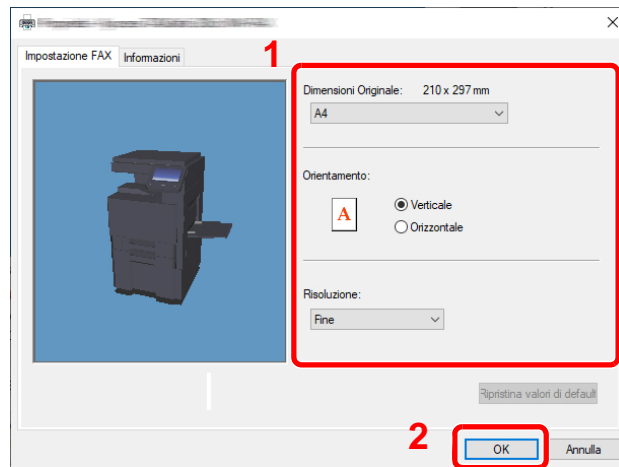 1
Impostazione FAX Informazioni
Dimensioni Originale: 210 x 297 mm
A4
Orientamento:
A
Verticale
Orizzontale
Risoluzione:
Fine
Ripristina valori di default
2
OK Annulla